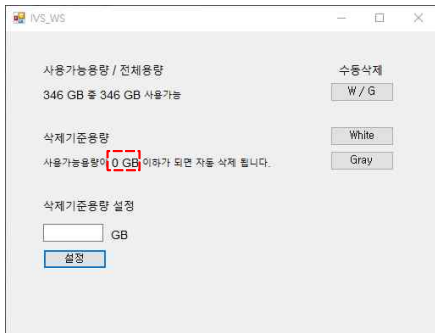 IVS_WS
사용가능용량 / 전체용량
수동삭제
346 GB 중 346 GB 사용가능
W / G
삭제기준용량
White
사용가능용량이 0 GB 이하가 되면 자동 삭제 됩니다.
Gray
삭제기준용량 설정
GB
설정